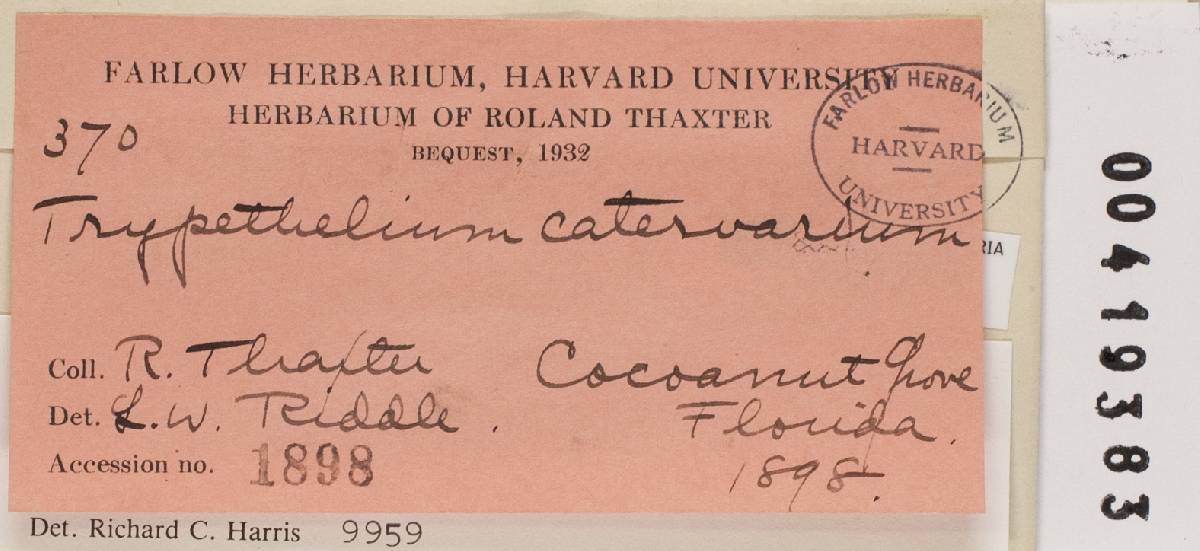 FARLOW HERBARIUM, HARVARD UNIVERSITY
HERBARIUM OF ROLAND THAXTER
BEQUEST, 1932
370
FARLOW HERBARIUM
HARVARD
UNIVERSITY
Trypethelium catervarium
RIA
Coll. R. Thaxter Cocoanut Grove
Det. L. W. Riddle. Florida.
Accession no. 1898 1898.
Det. Richard C. Harris 9959
00419383